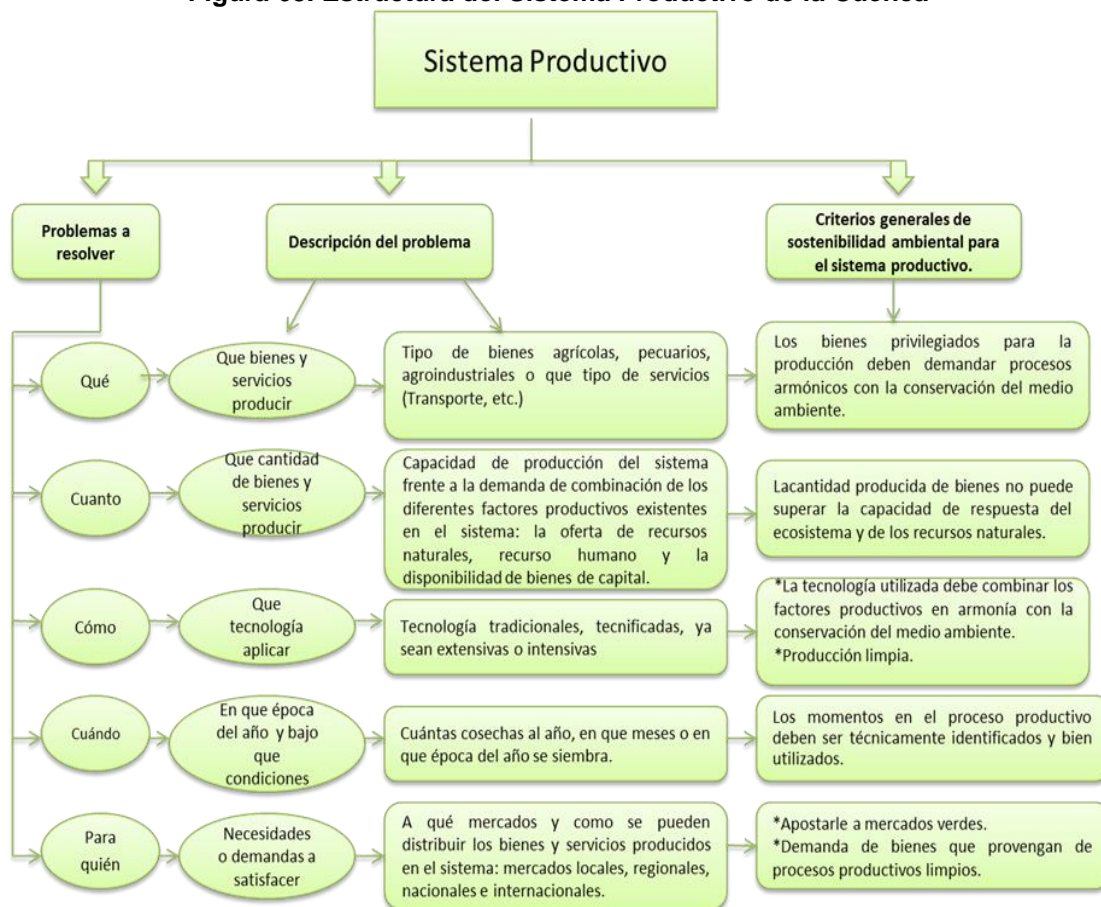 Sistema Productivo
Problemas a
resolver
Descripción del problema
Criterios generales de
sostenibilidad ambiental para
el sistema productivo.
Qué
Que bienes y
servicios
producir
Tipo de bienes agrícolas, pecuarios,
agroindustriales o que tipo de servicios
(Transporte, etc.)
Los bienes privilegiados para la
producción deben demandar procesos
armónicos con la conservación del medio
ambiente.
Cuanto
Que cantidad
de bienes y
servicios
producir
Capacidad de producción del sistema
frente a la demanda de combinación de los
diferentes factores productivos existentes
en el sistema: la oferta de recursos
naturales, recurso humano y la
disponibilidad de bienes de capital.
Lacantidad producida de bienes no puede
superar la capacidad de respuesta del
ecosistema y de los recursos naturales.
Cómo
Que
tecnología
aplicar
Tecnología tradicionales, tecnificadas, ya
sean extensivas o intensivas
*La tecnología utilizada debe combinar los
factores productivos en armonía con la
conservación del medio ambiente.
*Producción limpia.
Cuándo
En que época
del año y bajo
que
condiciones
Cuántas cosechas al año, en que meses o en
que época del año se siembra.
Los momentos en el proceso productivo
deben ser técnicamente identificados y bien
utilizados.
Para
quién
Necesidades
o demandas a
satisfacer
A qué mercados y como se pueden
distribuir los bienes y servicios producidos
en el sistema: mercados locales, regionales,
nacionales e internacionales.
*Apostarle a mercados verdes.
*Demanda de bienes que provengan de
procesos productivos limpios.